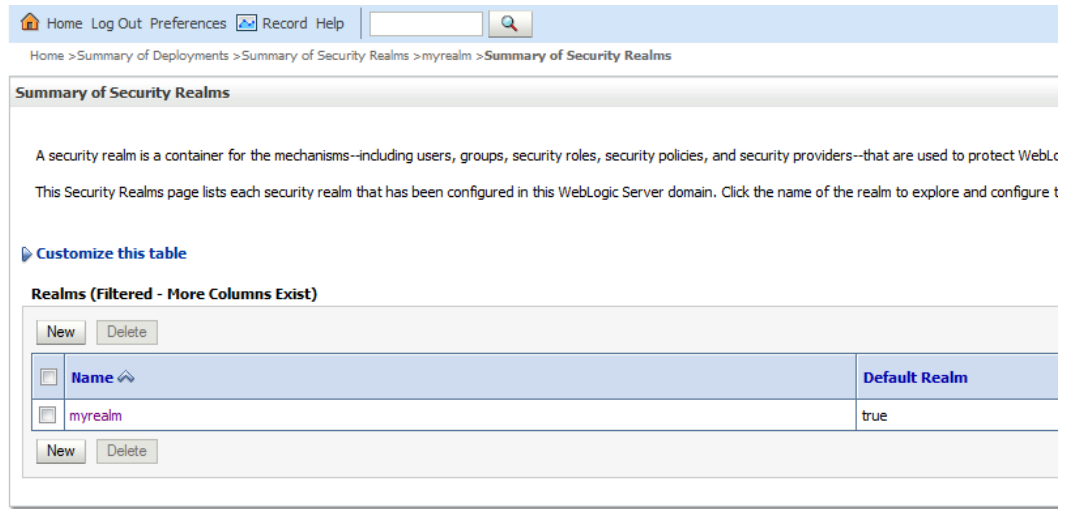 Home Log Out Preferences Record Help
Home >Summary of Deployments >Summary of Security Realms >myrealm >Summary of Security Realms
Summary of Security Realms
A security realm is a container for the mechanisms--including users, groups, security roles, security policies, and security providers--that are used to protect WebLo
This Security Realms page lists each security realm that has been configured in this WebLogic Server domain. Click the name of the realm to explore and configure t
Customize this table
Realms (Filtered - More Columns Exist)
New Delete
Name Default Realm
myrealm true
New Delete